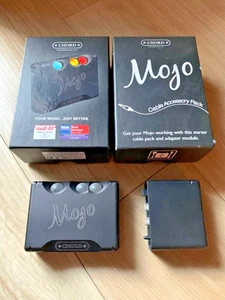 CHORD
Mojo
YOUR MUSIC. JUST BETTER.
CHORD
Mojo
Cable Accessory Pack
Get your Mojo working with this starter
cable pack and adapter module.
Mojo
CHORD